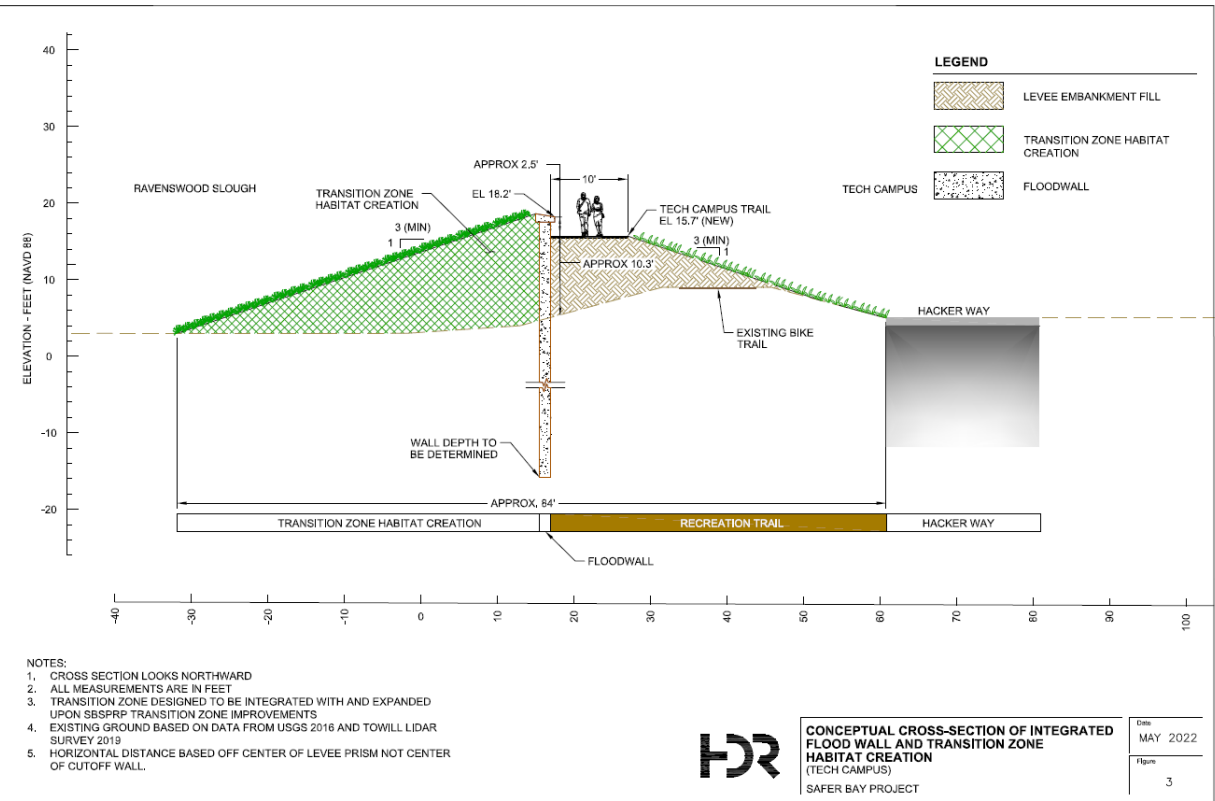 40
30
20
10
0
-10
-20
ELEVATION - FEET (NAVD 88)
LEGEND
LEVEE EMBANKMENT FILL
TRANSITION ZONE HABITAT
CREATION
FLOODWALL
RAVENSWOOD SLOUGH
TECH CAMPUS
APPROX 2.5'
10'
EL 18.2'
TRANSITION ZONE
HABITAT CREATION
3 (MIN)
1
TECH CAMPUS TRAIL
EL 15.7' (NEW)
3 (MIN)
1
APPROX 10.3'
HACKER WAY
EXISTING BIKE
TRAIL
WALL DEPTH TO
BE DETERMINED
APPROX. 84'
TRANSITION ZONE HABITAT CREATION
RECREATION TRAIL
HACKER WAY
FLOODWALL
-40
-30
-20
-10
0
10
20
30
40
50
60
70
80
90
100
NOTES:
1. CROSS SECTION LOOKS NORTHWARD
2. ALL MEASUREMENTS ARE IN FEET
3. TRANSITION ZONE DESIGNED TO BE INTEGRATED WITH AND EXPANDED
UPON SBSPRP TRANSITION ZONE IMPROVEMENTS
4. EXISTING GROUND BASED ON DATA FROM USGS 2016 AND TOWILL LIDAR
SURVEY 2019
5. HORIZONTAL DISTANCE BASED OFF CENTER OF LEVEE PRISM NOT CENTER
OF CUTOFF WALL.
HDR
CONCEPTUAL CROSS-SECTION OF INTEGRATED
FLOOD WALL AND TRANSITION ZONE
HABITAT CREATION
(TECH CAMPUS)
SAFER BAY PROJECT
Date
MAY 2022
Figure
3